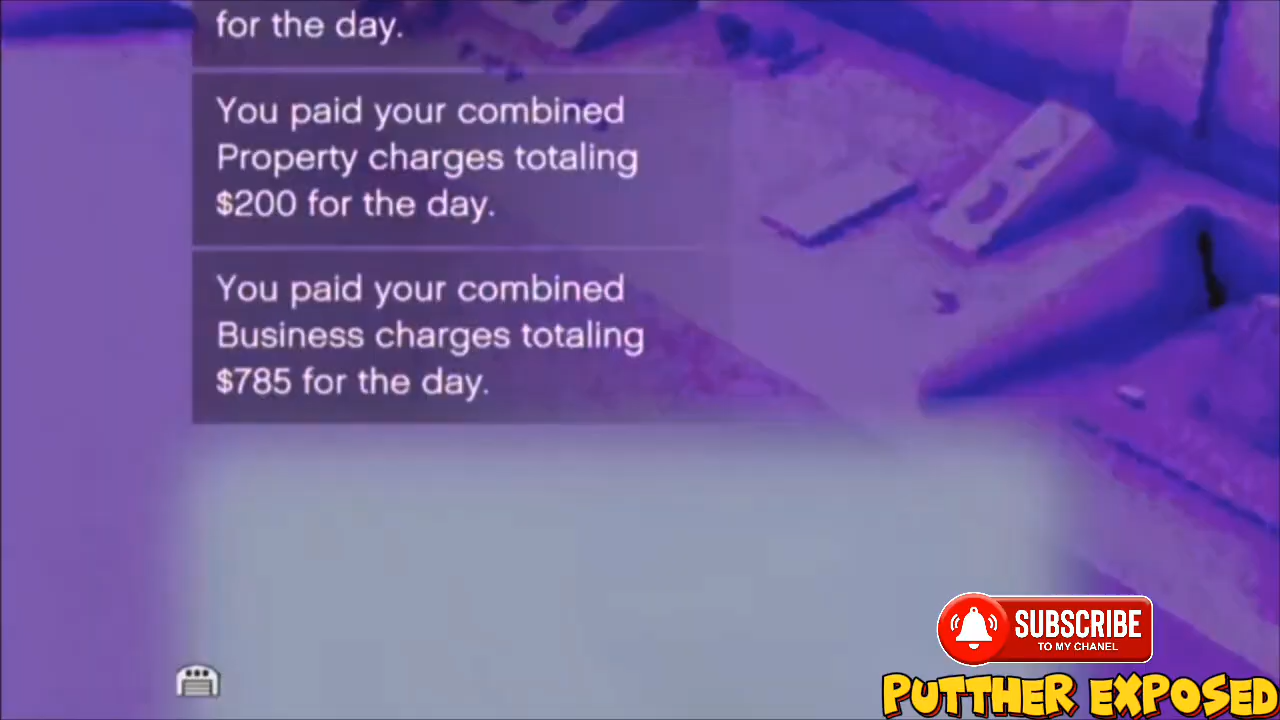 for the day.
You paid your combined
Property charges totaling
$200 for the day.
You paid your combined
Business charges totaling
$785 for the day.
SUBSCRIBE
TO MY CHANEL
PUTTHER EXPOSED